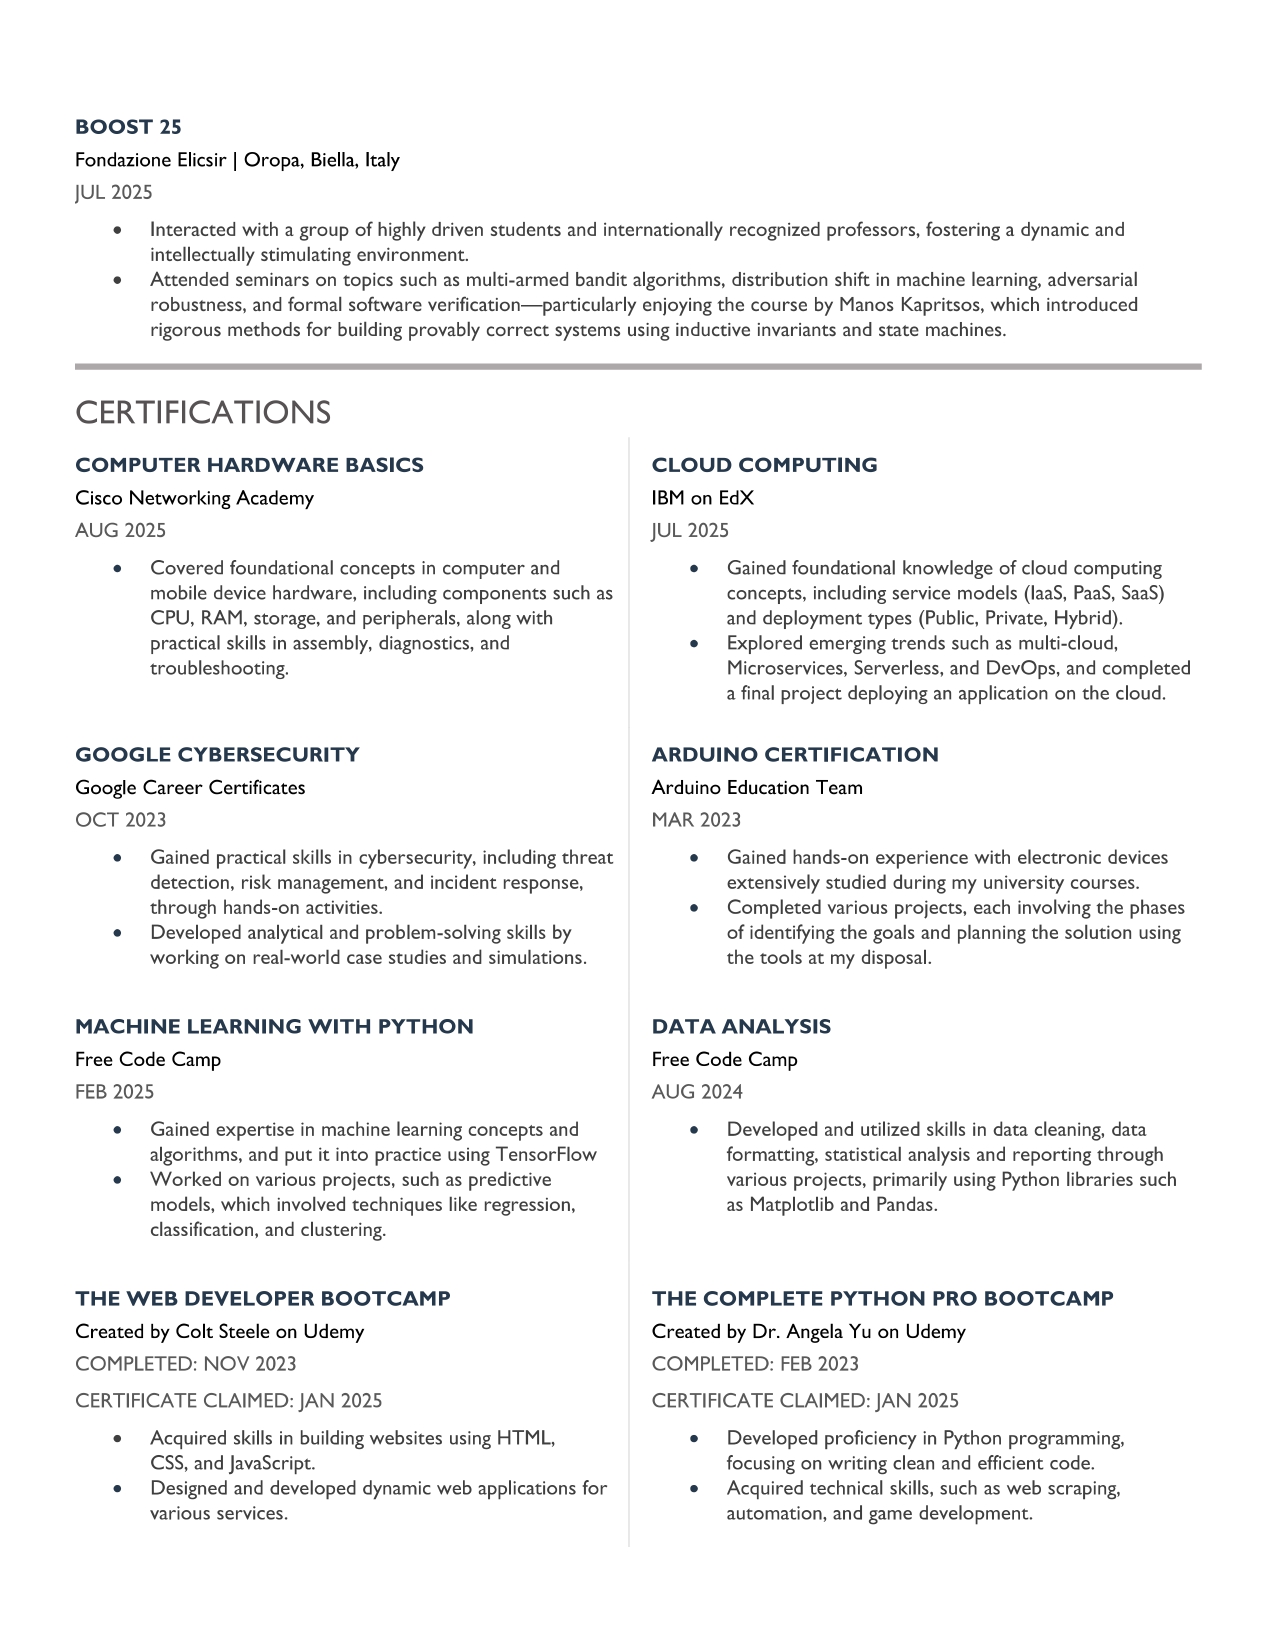 BOOST 25
Fondazione Elicsir | Oropa, Biella, Italy
JUL 2025
• Interacted with a group of highly driven students and internationally recognized professors, fostering a dynamic and
intellectually stimulating environment.
• Attended seminars on topics such as multi-armed bandit algorithms, distribution shift in machine learning, adversarial
robustness, and formal software verification—particularly enjoying the course by Manos Kapritsos, which introduced
rigorous methods for building provably correct systems using inductive invariants and state machines.
CERTIFICATIONS
COMPUTER HARDWARE BASICS
Cisco Networking Academy
AUG 2025
• Covered foundational concepts in computer and
mobile device hardware, including components such as
CPU, RAM, storage, and peripherals, along with
practical skills in assembly, diagnostics, and
troubleshooting.
CLOUD COMPUTING
IBM on EdX
JUL 2025
• Gained foundational knowledge of cloud computing
concepts, including service models (IaaS, PaaS, SaaS)
and deployment types (Public, Private, Hybrid).
• Explored emerging trends such as multi-cloud,
Microservices, Serverless, and DevOps, and completed
a final project deploying an application on the cloud.
GOOGLE CYBERSECURITY
Google Career Certificates
OCT 2023
• Gained practical skills in cybersecurity, including threat
detection, risk management, and incident response,
through hands-on activities.
• Developed analytical and problem-solving skills by
working on real-world case studies and simulations.
ARDUINO CERTIFICATION
Arduino Education Team
MAR 2023
• Gained hands-on experience with electronic devices
extensively studied during my university courses.
• Completed various projects, each involving the phases
of identifying the goals and planning the solution using
the tools at my disposal.
MACHINE LEARNING WITH PYTHON
Free Code Camp
FEB 2025
• Gained expertise in machine learning concepts and
algorithms, and put it into practice using TensorFlow
• Worked on various projects, such as predictive
models, which involved techniques like regression,
classification, and clustering.
DATA ANALYSIS
Free Code Camp
AUG 2024
• Developed and utilized skills in data cleaning, data
formatting, statistical analysis and reporting through
various projects, primarily using Python libraries such
as Matplotlib and Pandas.
THE WEB DEVELOPER BOOTCAMP
Created by Colt Steele on Udemy
COMPLETED: NOV 2023
CERTIFICATE CLAIMED: JAN 2025
• Acquired skills in building websites using HTML,
CSS, and JavaScript.
• Designed and developed dynamic web applications for
various services.
THE COMPLETE PYTHON PRO BOOTCAMP
Created by Dr. Angela Yu on Udemy
COMPLETED: FEB 2023
CERTIFICATE CLAIMED: JAN 2025
• Developed proficiency in Python programming,
focusing on writing clean and efficient code.
• Acquired technical skills, such as web scraping,
automation, and game development.